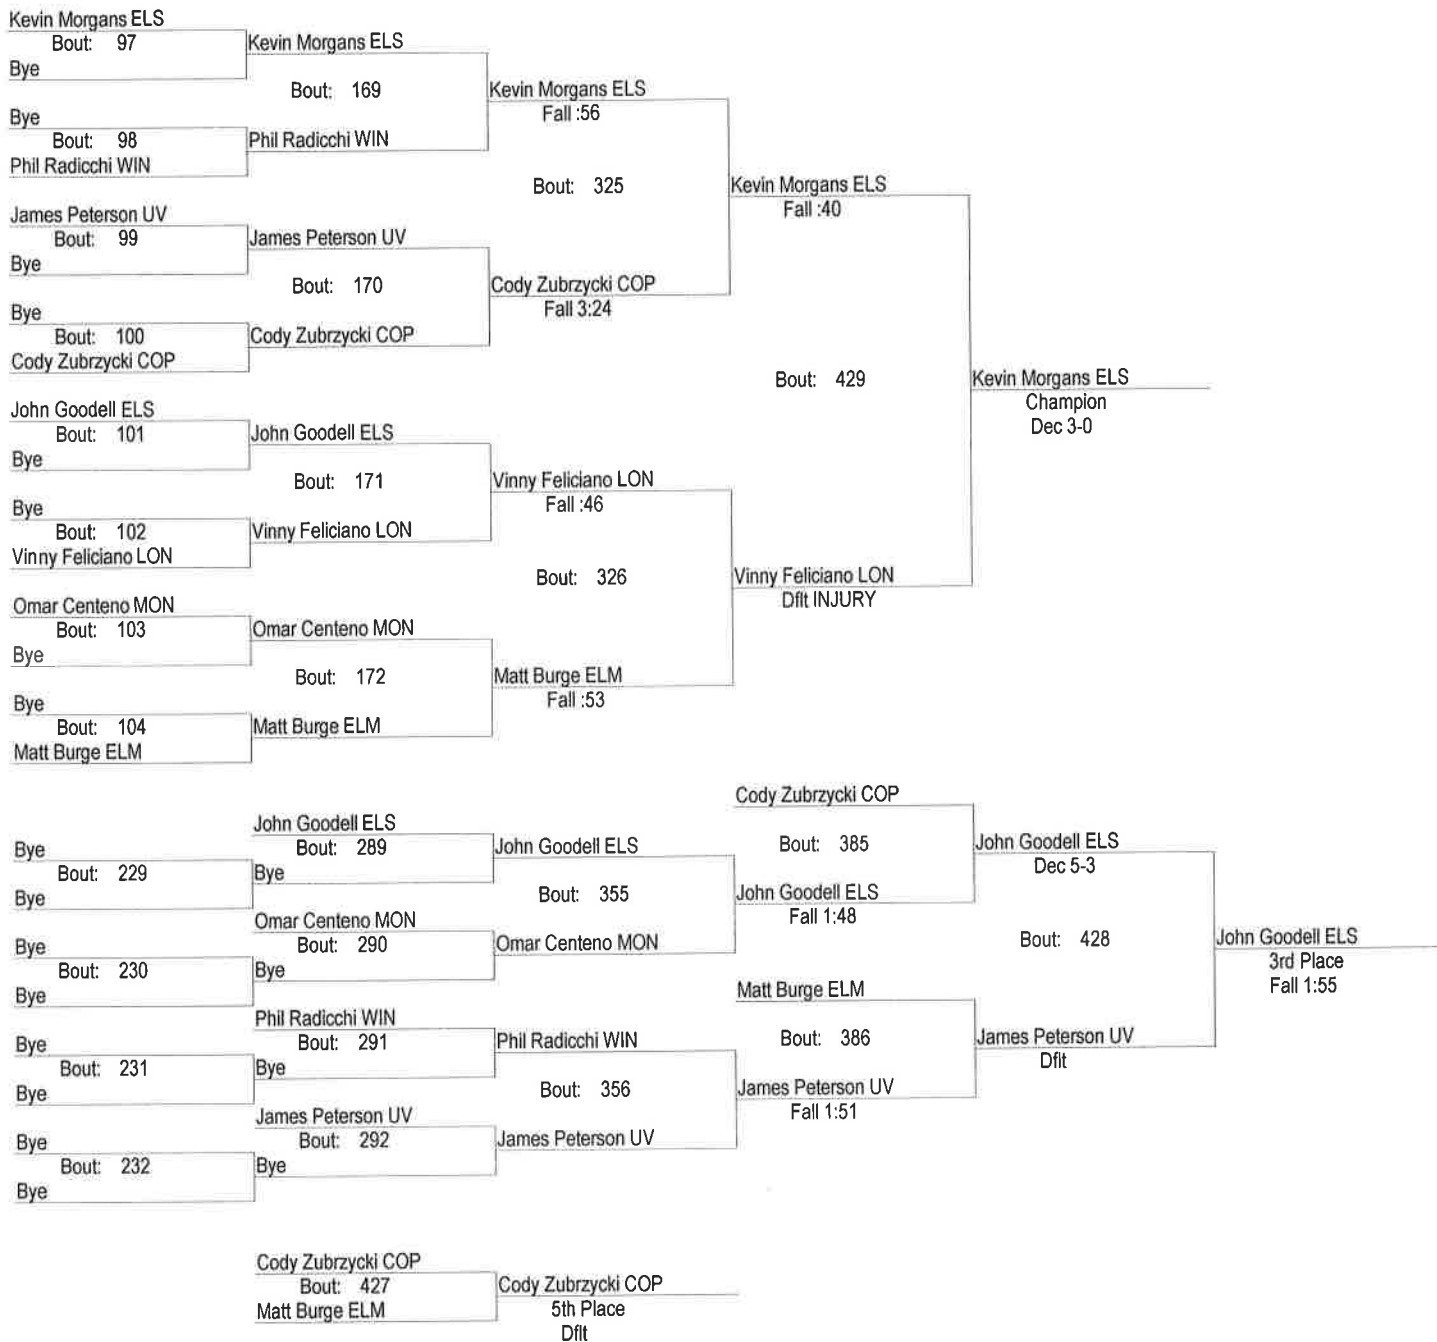 Kevin Morgans ELS
Bout: 97
Bye
Bye
Bout: 98
Phil Radicchi WIN
James Peterson UV
Bout: 99
Bye
Bye
Bout: 100
Cody Zubrzycki COP
John Goodell ELS
Bout: 101
Bye
Bye
Bout: 102
Vinny Feliciano LON
Omar Centeno MON
Bout: 103
Bye
Bye
Bout: 104
Matt Burge ELM
Kevin Morgans ELS
Bout: 169
Phil Radicchi WIN
James Peterson UV
Bout: 170
Cody Zubrzycki COP
John Goodell ELS
Bout: 171
Vinny Feliciano LON
Omar Centeno MON
Bout: 172
Matt Burge ELM
Kevin Morgans ELS
Fall :56
Bout: 325
Cody Zubrzycki COP
Fall 3:24
Vinny Feliciano LON
Fall :46
Bout: 326
Matt Burge ELM
Fall :53
Kevin Morgans ELS
Fall :40
Bout: 429
Vinny Feliciano LON
Dflt INJURY
Kevin Morgans ELS
Champion
Dec 3-0
Bye
Bout: 229
Bye
Bye
Bout: 230
Bye
Bye
Bout: 231
Bye
Bye
Bout: 232
Bye
John Goodell ELS
Bout: 289
Bye
Omar Centeno MON
Bout: 290
Bye
Phil Radicchi WIN
Bout: 291
Bye
James Peterson UV
Bout: 292
Bye
John Goodell ELS
Bout: 355
Omar Centeno MON
Phil Radicchi WIN
Bout: 356
James Peterson UV
Cody Zubrzycki COP
Bout: 385
John Goodell ELS
Fall 1:48
Matt Burge ELM
Bout: 386
James Peterson UV
Fall 1:51
John Goodell ELS
Dec 5-3
Bout: 428
James Peterson UV
Dflt
John Goodell ELS
3rd Place
Fall 1:55
Cody Zubrzycki COP
Bout: 427
Matt Burge ELM
Cody Zubrzycki COP
5th Place
Dflt